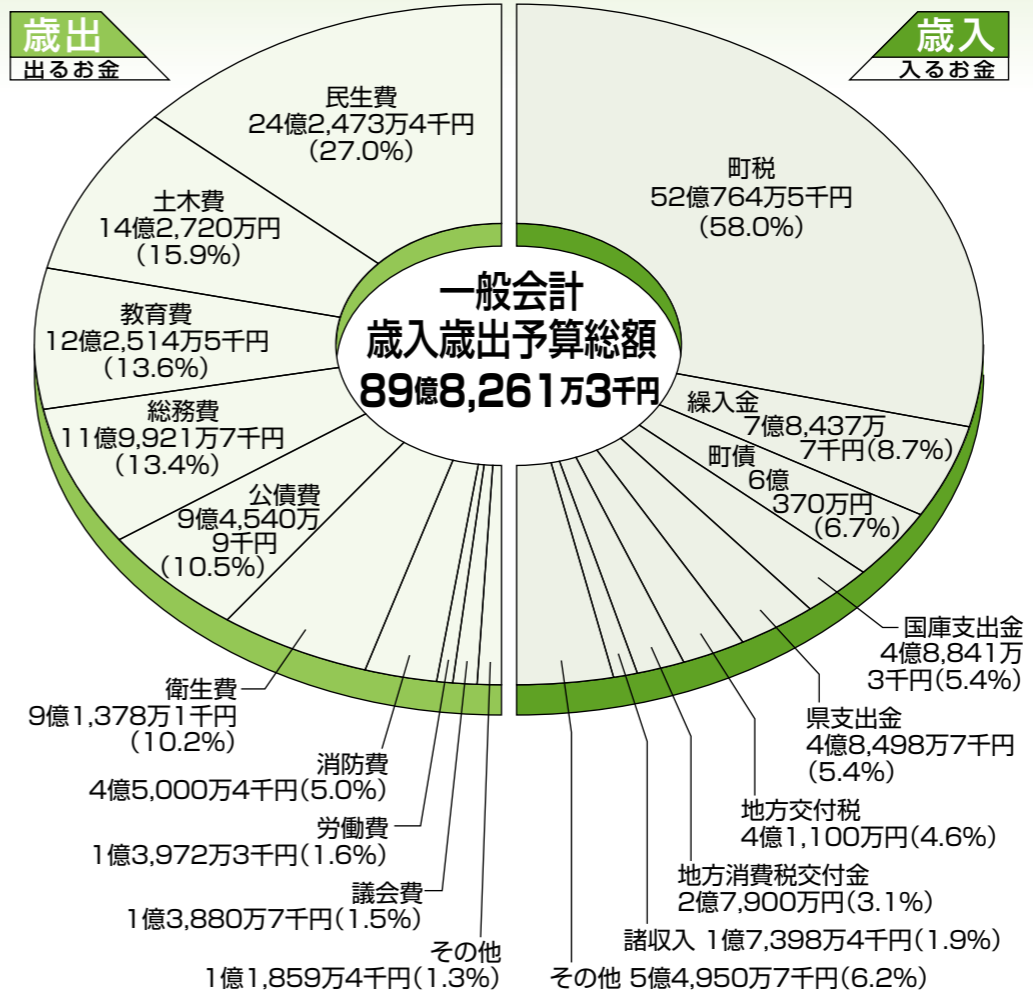 歳出
出るお金
歳入
入るお金
一般会計
歳入歳出予算総額
89億8,261万3千円
民生費
24億2,473万4千円
(27.0%)
土木費
14億2,720万円
(15.9%)
教育費
12億2,514万5千円
(13.6%)
総務費
11億9,921万7千円
(13.4%)
公債費
9億4,540万
9千円
(10.5%)
衛生費
9億1,378万1千円
(10.2%)
消防費
4億5,000万4千円(5.0%)
労働費
1億3,972万3千円(1.6%)
議会費
1億3,880万7千円(1.5%)
その他
1億1,859万4千円(1.3%)
町税
52億764万5千円
(58.0%)
繰入金
7億8,437万
7千円(8.7%)
町債
6億
370万円
(6.7%)
国庫支出金
4億8,841万
3千円(5.4%)
県支出金
4億8,498万7千円
(5.4%)
地方交付税
4億1,100万円(4.6%)
地方消費税交付金
2億7,900万円(3.1%)
諸収入 1億7,398万4千円(1.9%)
その他 5億4,950万7千円(6.2%)